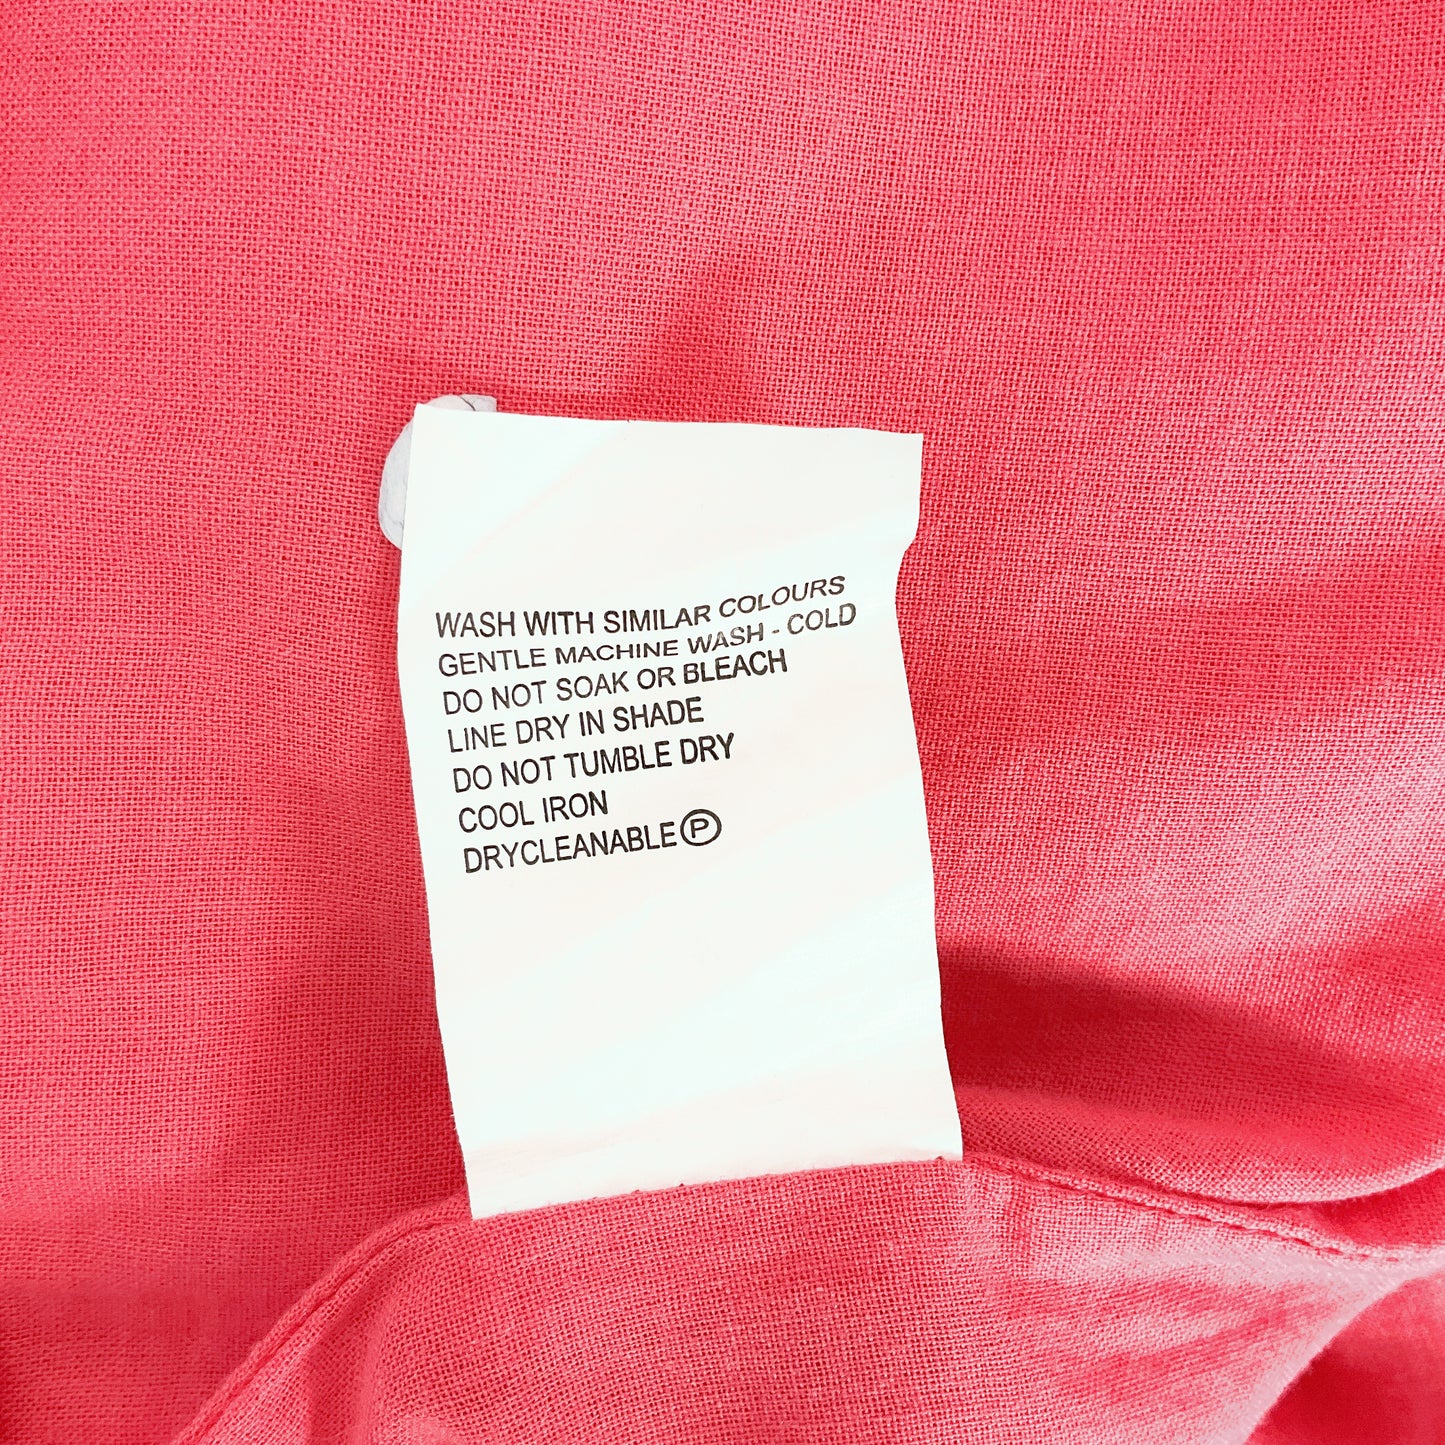 WASH WITH SIMILAR COLOURS
GENTLE MACHINE WASH - COLD
DO NOT SOAK OR BLEACH
LINE DRY IN SHADE
DO NOT TUMBLE DRY
COOL IRON
DRYCLEANABLE Ⓟ